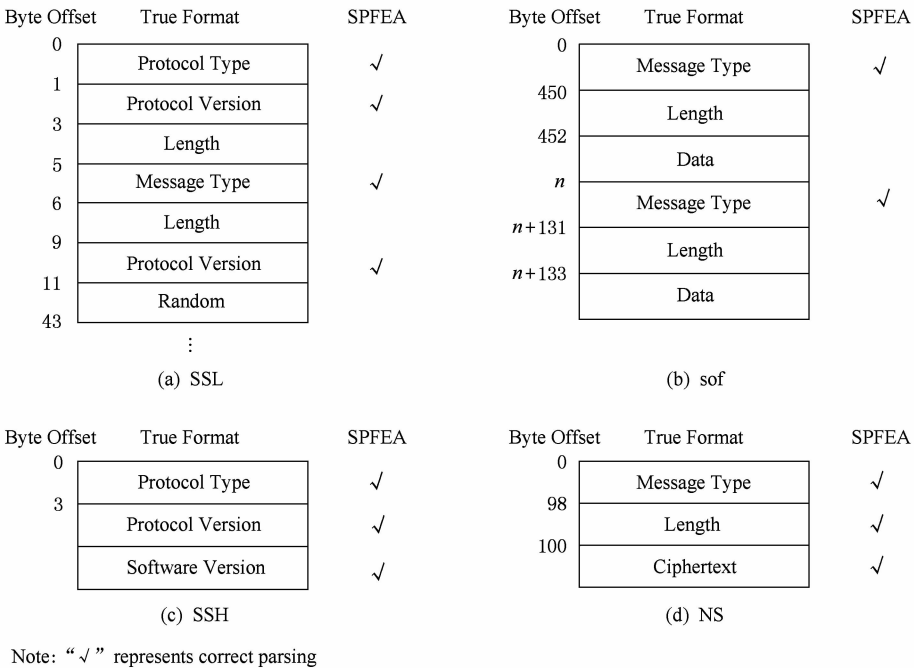 Byte Offset True Format SPFEA
0
Protocol Type √
1
Protocol Version √
3
Length
5
Message Type √
6
Length
9
Protocol Version √
11
Random
43
⋮
(a) SSL
Byte Offset True Format SPFEA
0
Message Type √
450
Length
452
Data
n
Message Type √
n+131
Length
n+133
Data
(b) sof
Byte Offset True Format SPFEA
0
Protocol Type √
3
Protocol Version √
Software Version √
(c) SSH
Byte Offset True Format SPFEA
0
Message Type √
98
Length √
100
Ciphertext √
(d) NS
Note: “√” represents correct parsing